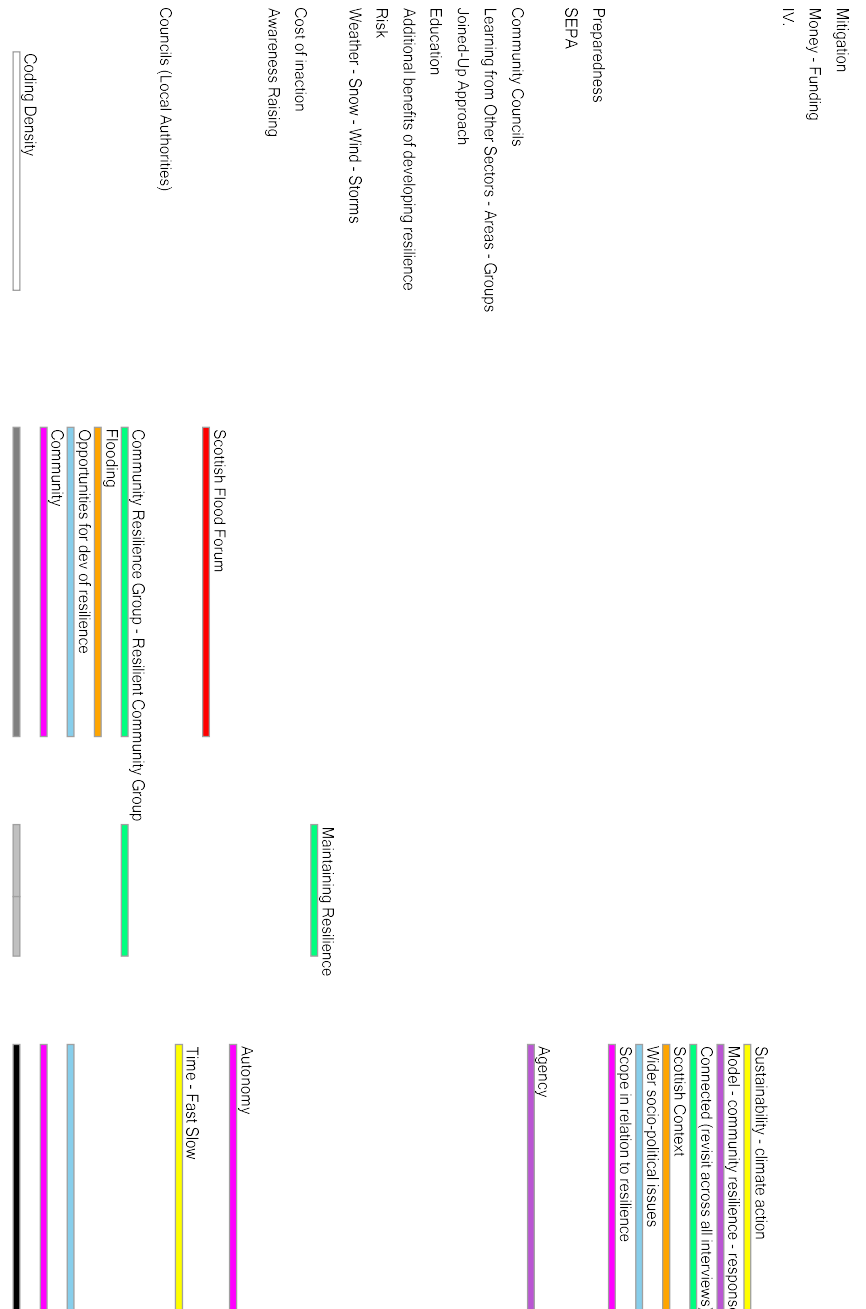 Mitigation
Money - Funding
IV.
Preparedness
SEPA
Community Councils
Learning from Other Sectors - Areas - Groups
Joined-Up Approach
Education
Additional benefits of developing resilience
Risk
Weather - Snow - Wind - Storms
Cost of inaction
Awareness Raising
Councils (Local Authorities)
Coding Density
Scottish Flood Forum
Community Resilience Group - Resilient Community Group
Flooding
Opportunities for dev of resilience
Community
Maintaining Resilience
Sustainability - climate action
Model - community resilience - respons
Connected (revisit across all interviews
Scottish Context
Wider socio-political issues
Scope in relation to resilience
Agency
Autonomy
Time - Fast Slow